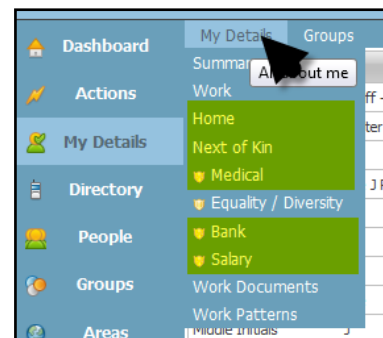 Dashboard
Actions
My Details
Directory
People
Groups
Areas
My Details Groups
All about me
Work
Home
Next of Kin
Medical
Equality / Diversity
Bank
Salary
Work Documents
Work Patterns
Middle Initials J